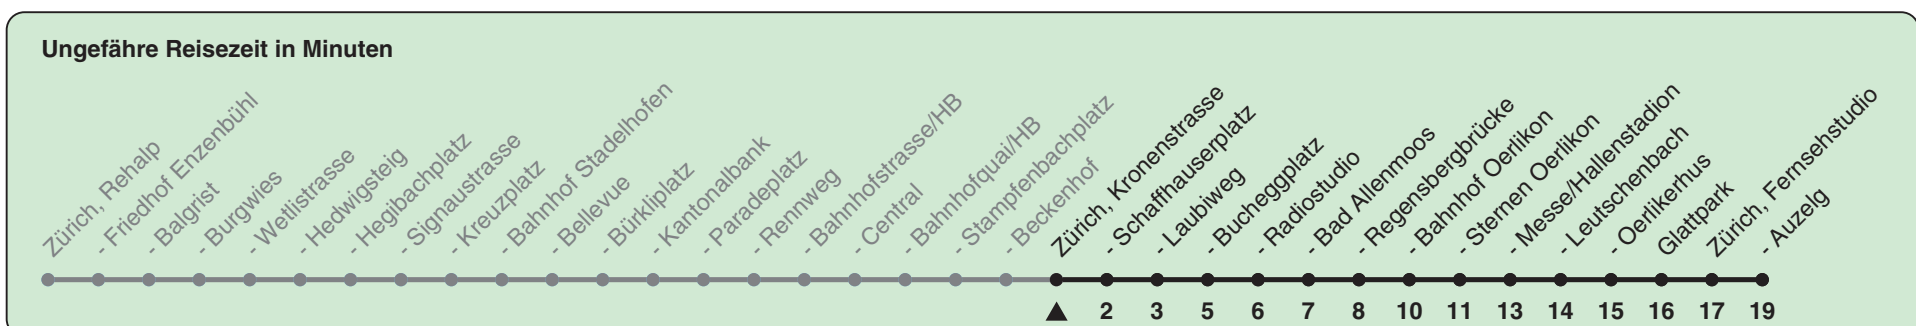 Ungefähre Reisezeit in Minuten
Zürich, Rehalp
- Friedhof Enzenbühl
- Balgrist
- Burgwies
- Wetlistrasse
- Hedwigsteig
- Hegibachplatz
- Signaustrasse
- Kreuzplatz
- Bahnhof Stadelhofen
- Bellevue
- Bürkliplatz
- Kantonalbank
- Paradeplatz
- Rennweg
- Bahnhofstrasse/HB
- Central
- Bahnhofquai/HB
- Stampfenbachplatz
- Beckenhof
Zürich, Kronenstrasse
- Schaffhauserplatz
- Laubiweg
- Bucheggplatz
- Radiostudio
- Bad Allenmoos
- Regensbergbrücke
- Bahnhof Oerlikon
- Sternen Oerlikon
- Messe/Hallenstadion
- Leutschenbach
- Oerlikerhus
Glattpark
Zürich, Fernsehstudio
- Auzelg
2 3 5 6 7 8 10 11 13 14 15 16 17 19